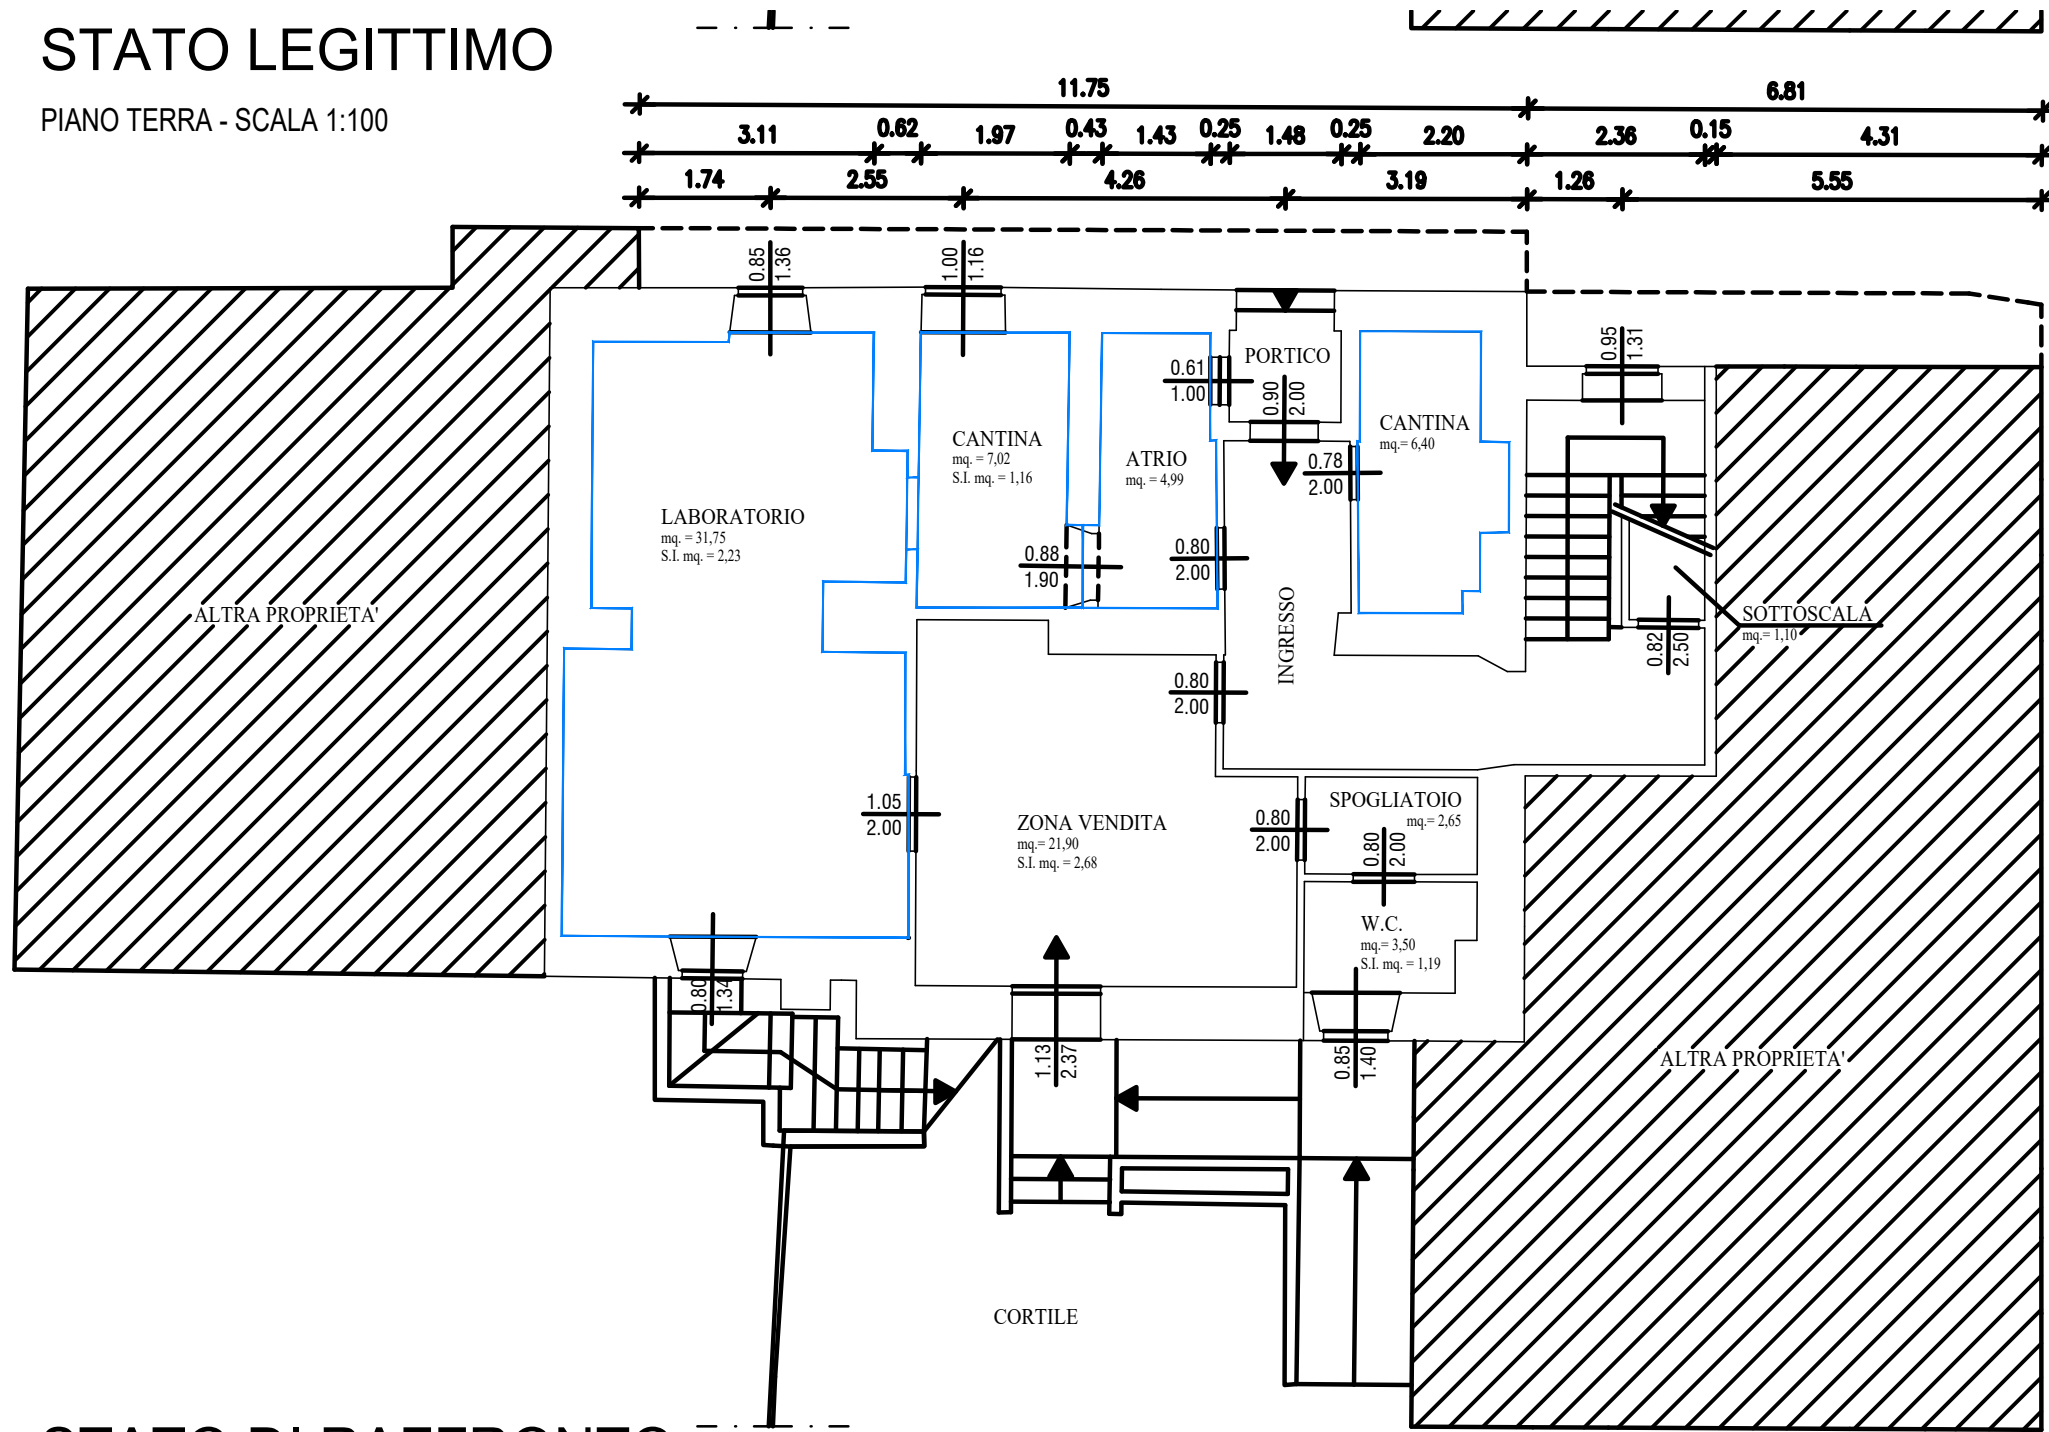 STATO LEGITTIMO
PIANO TERRA - SCALA 1:100
11.75
6.81
3.11
0.62
1.97
0.43
1.43
0.25
1.48
0.25
2.20
2.36
0.15
4.31
1.74
2.55
4.26
3.19
1.26
5.55
0.85
1.36
1.00
1.16
0.95
1.31
PORTICO
0.61
1.00
0.90
2.00
CANTINA
mq.= 6,40
CANTINA
mq. = 7,02
S.I. mq. = 1,16
ATRIO
mq. = 4,99
0.78
2.00
LABORATORIO
mq. = 31,75
S.I. mq. = 2,23
0.88
1.90
0.80
2.00
INGRESSO
ALTRA PROPRIETA'
SOTTOSCALA
mq.= 1,10
0.82
2.50
0.80
2.00
1.05
2.00
ZONA VENDITA
mq.= 21,90
S.I. mq. = 2,68
0.80
2.00
SPOGLIATOIO
mq.= 2,65
0.80
2.00
W.C.
mq.= 3,50
S.I. mq. = 1,19
0.80
1.34
1.13
2.37
0.85
1.40
ALTRA PROPRIETA'
CORTILE
STATO DI RAFFRONTO